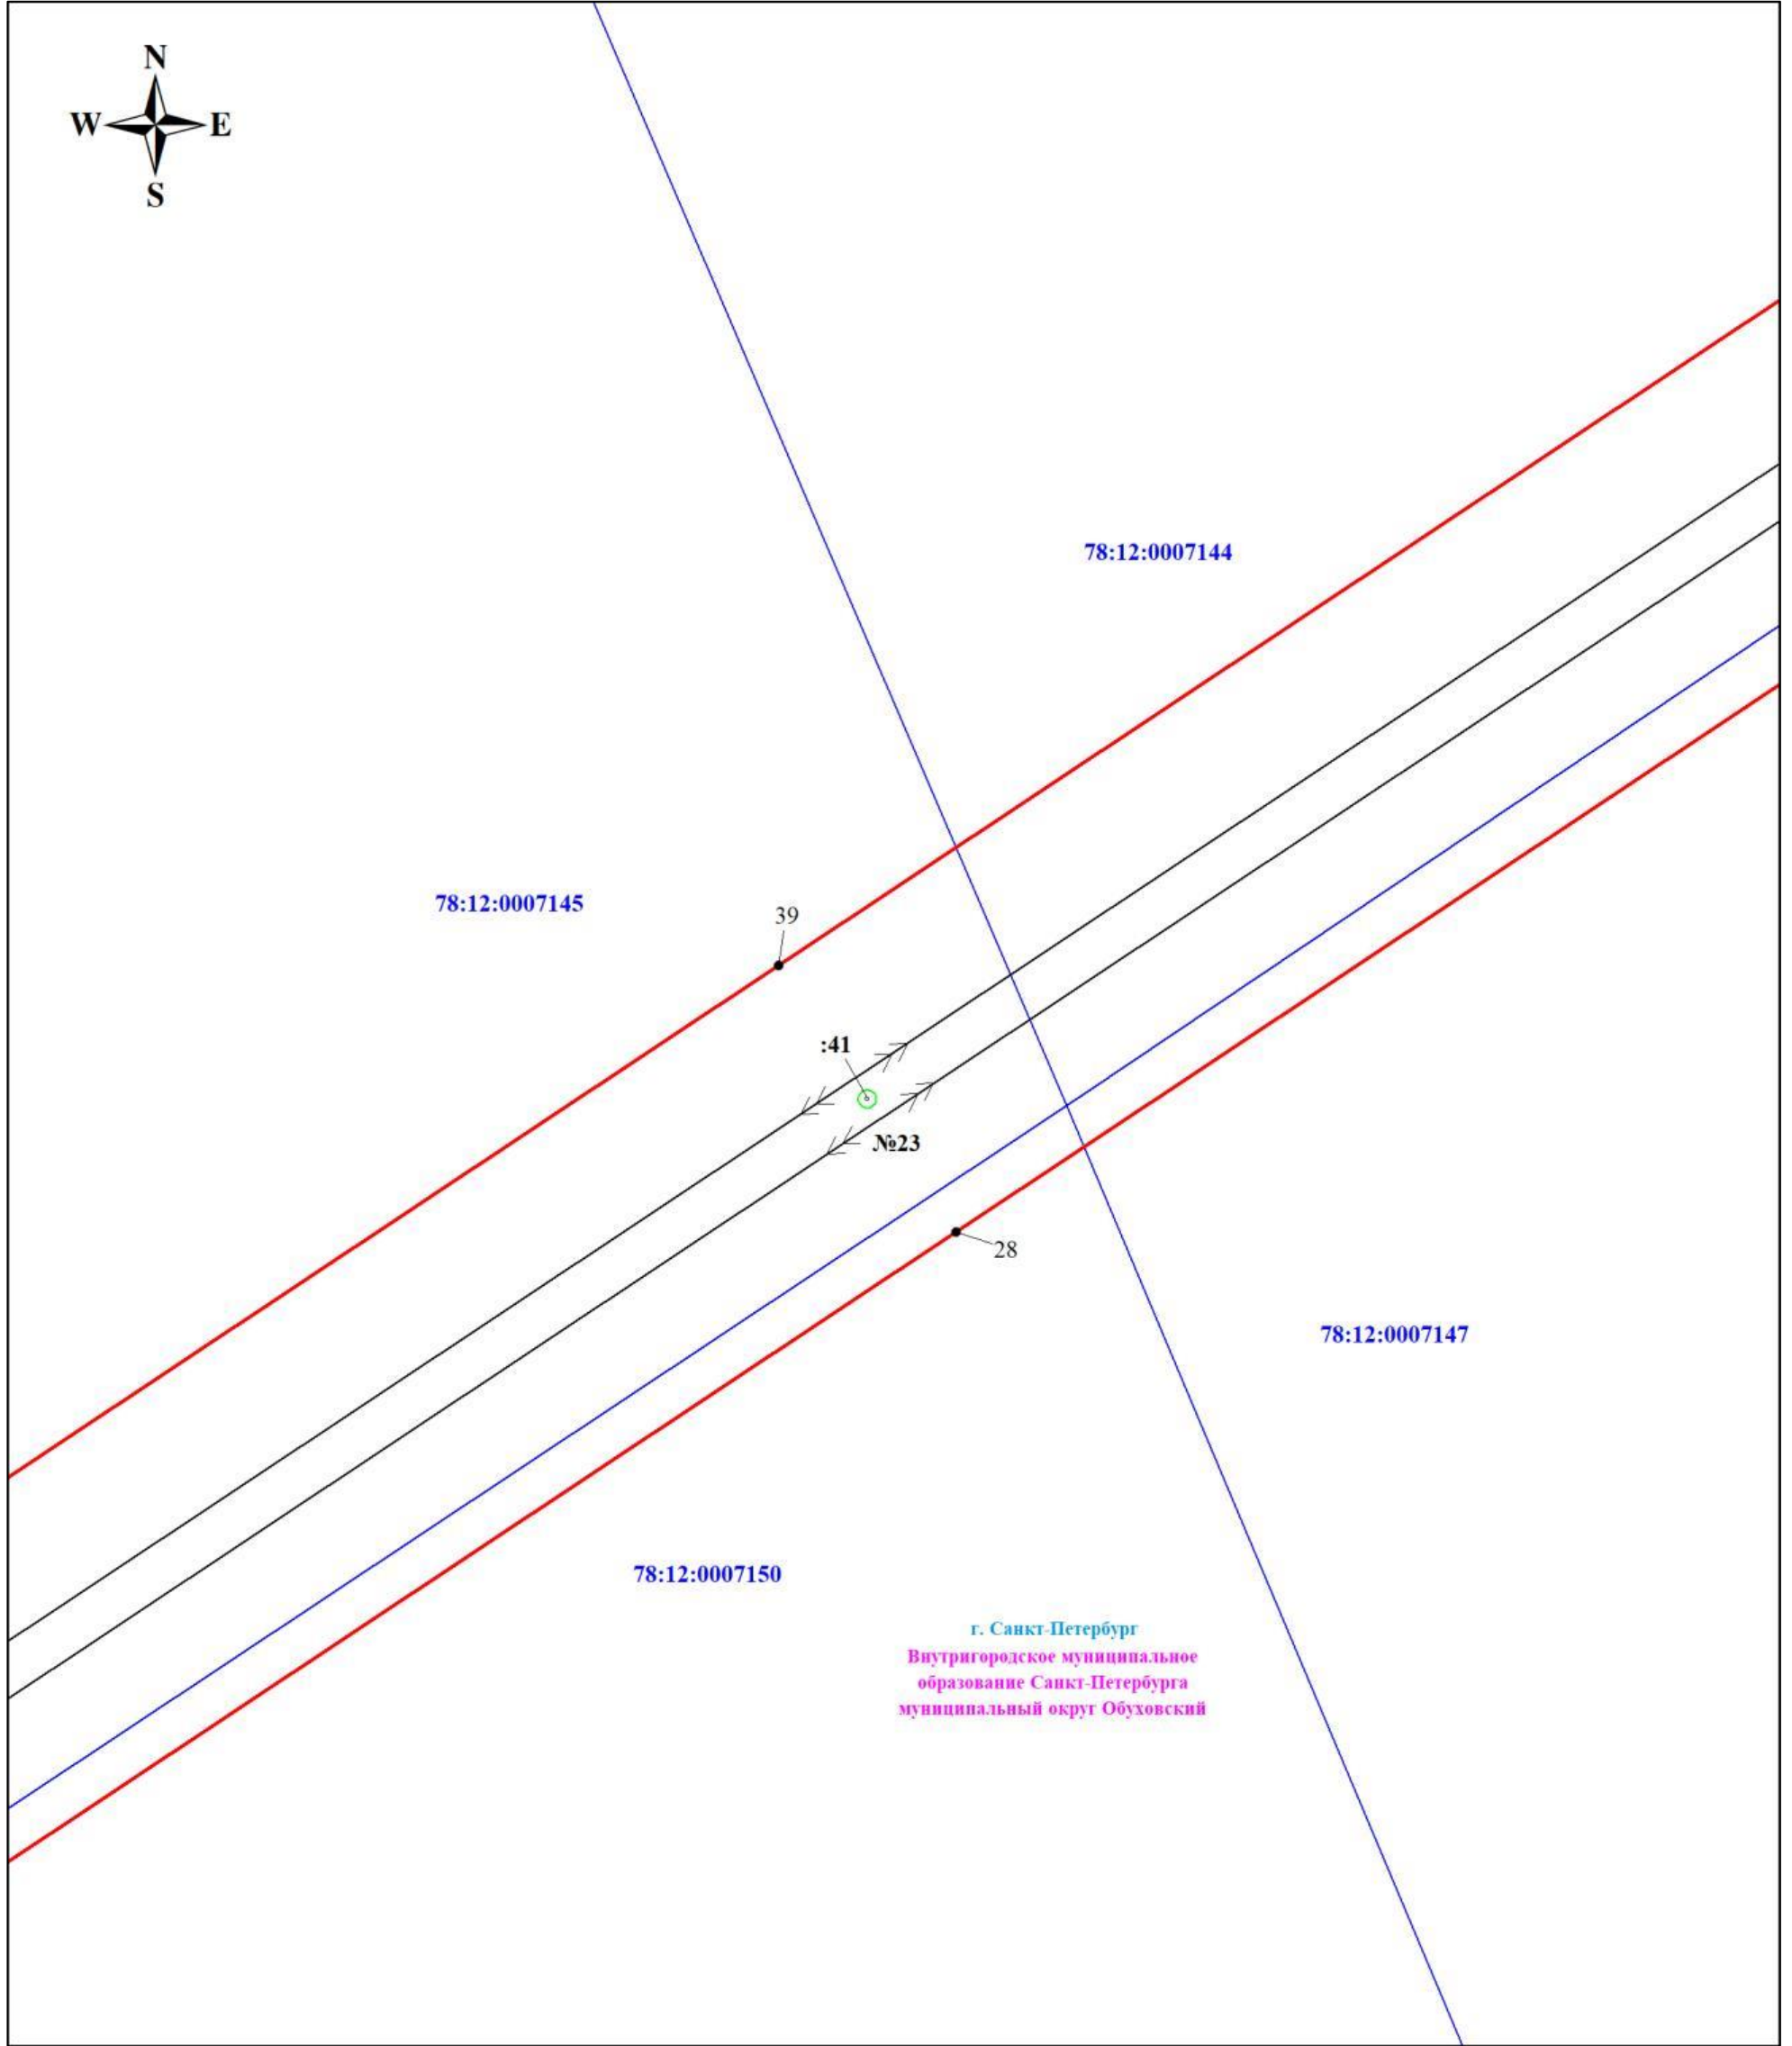 N
W E
S
78:12:0007144
78:12:0007145
39
:41
№23
28
78:12:0007147
78:12:0007150
г. Санкт-Петербург
Внутригородское муниципальное
образование Санкт-Петербурга
муниципальный округ Обуховский